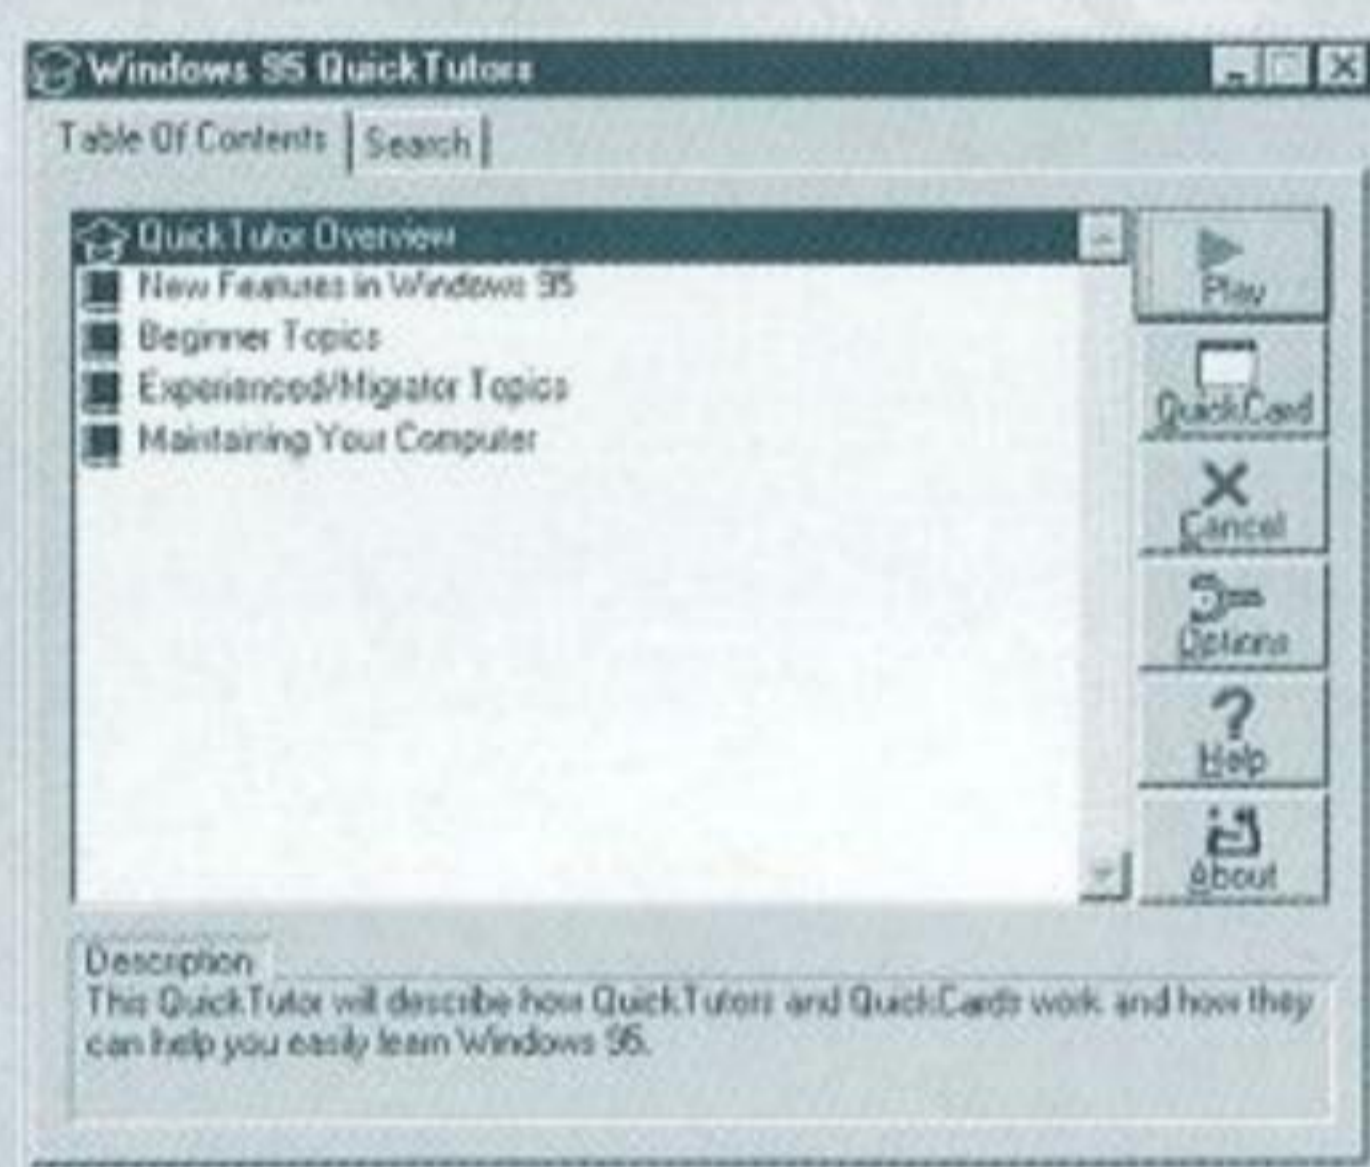 Windows 95 QuickTutors
Table Of Contents
Search
QuickTutor Overview
New Features in Windows 95
Beginner Topics
Experienced/Migrator Topics
Maintaining Your Computer
Play
QuickCard
Cancel
Options
Help
About
Description
This QuickTutor will describe how QuickTutors and QuickCards work and how they
can help you easily learn Windows 95.